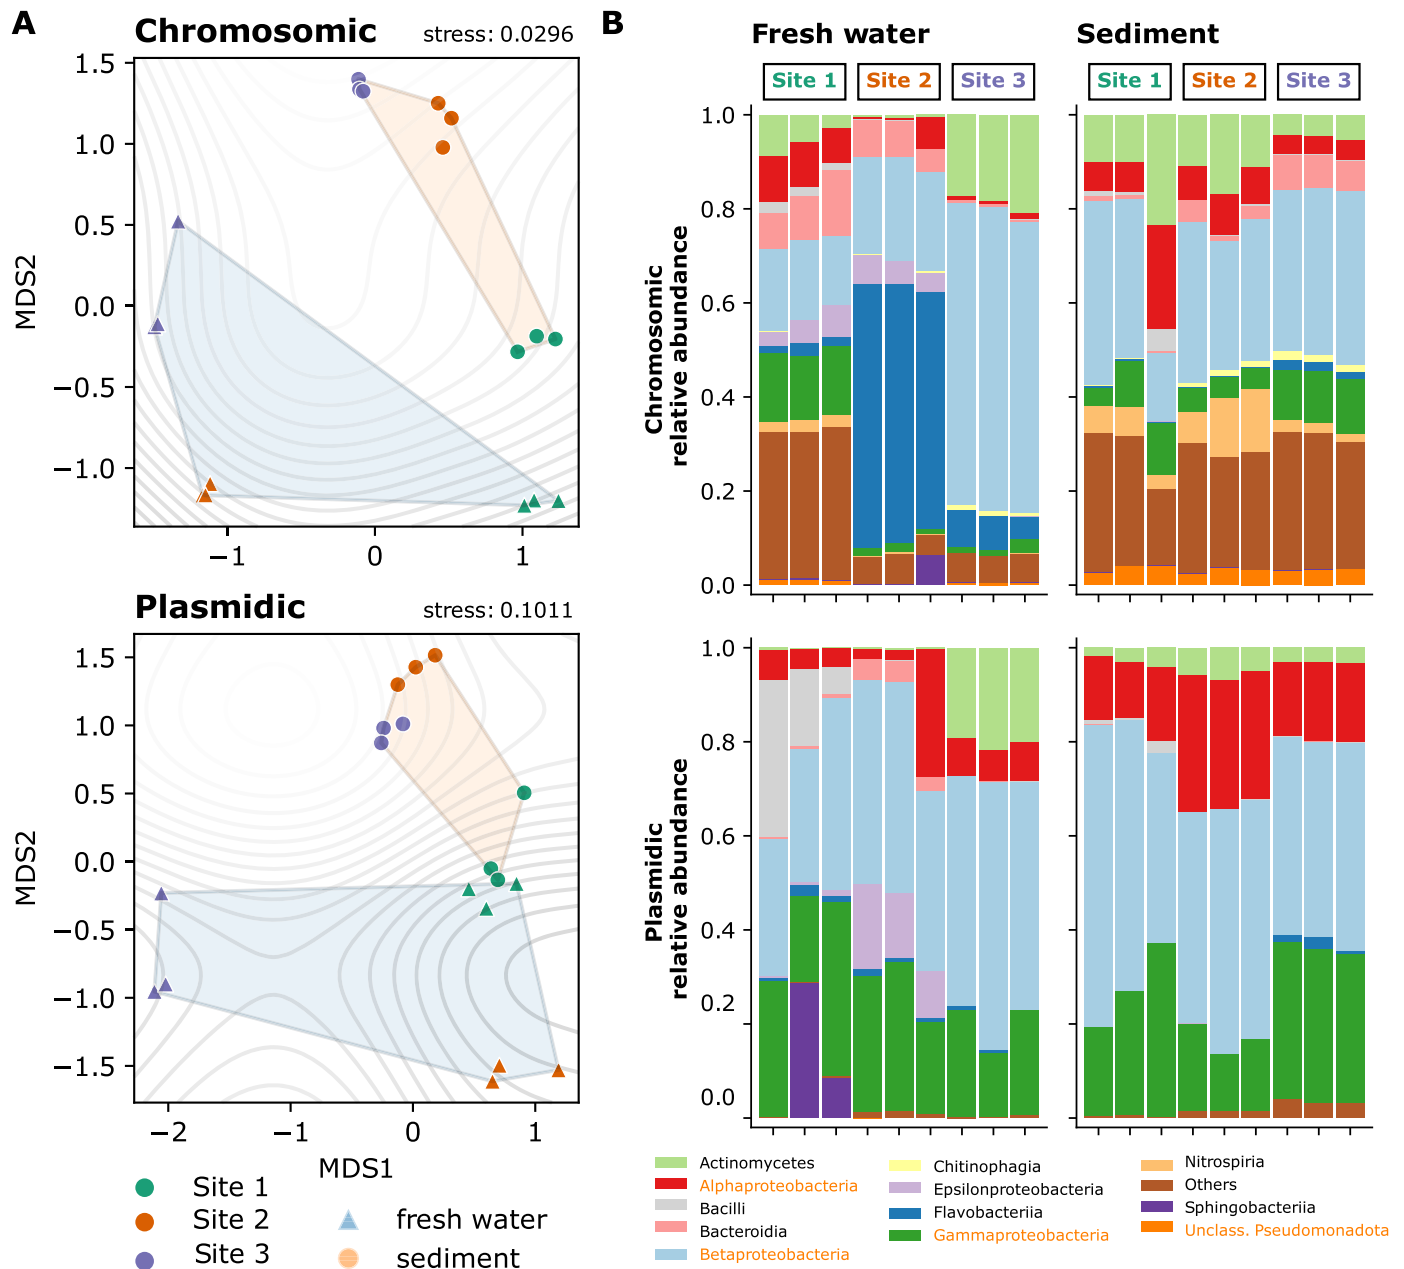 A
Chromosomic
stress: 0.0296
1.5
1.0
0.5
0.0
−0.5
−1.0
MDS2
−1
0
1
Plasmidic
stress: 0.1011
1.5
1.0
0.5
0.0
−0.5
−1.0
−1.5
MDS2
−2
−1
0
1
MDS1
Site 1
Site 2
Site 3
fresh water
sediment
B
Fresh water
Sediment
Site 1
Site 2
Site 3
Site 1
Site 2
Site 3
Chromosomic
relative abundance
1.0
0.8
0.6
0.4
0.2
0.0
Plasmidic
relative abundance
1.0
0.8
0.6
0.4
0.2
0.0
Actinomycetes
Alphaproteobacteria
Bacilli
Bacteroidia
Betaproteobacteria
Chitinophagia
Epsilonproteobacteria
Flavobacteriia
Gammaproteobacteria
Nitrospiria
Others
Sphingobacteriia
Unclass. Pseudomonadota